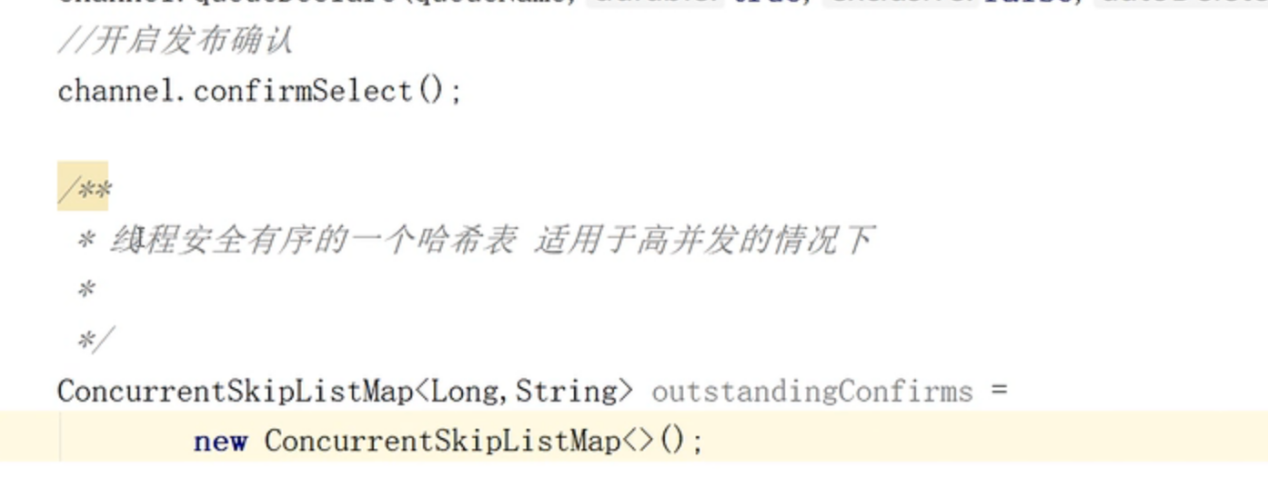 //开启发布确认
channel.confirmSelect();
/**
* 线程安全有序的一个哈希表 适用于高并发的情况下
*
*/
ConcurrentSkipListMap<Long,String> outstandingConfirms =
new ConcurrentSkipListMap<>();